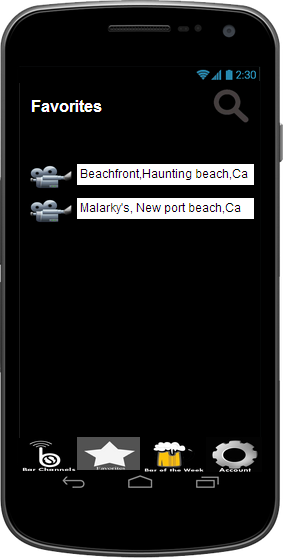 2:30
Favorites
Beachfront,Haunting beach,Ca
Malarky's, New port beach,Ca
Bar Channels Favorites Bar of the Week Account